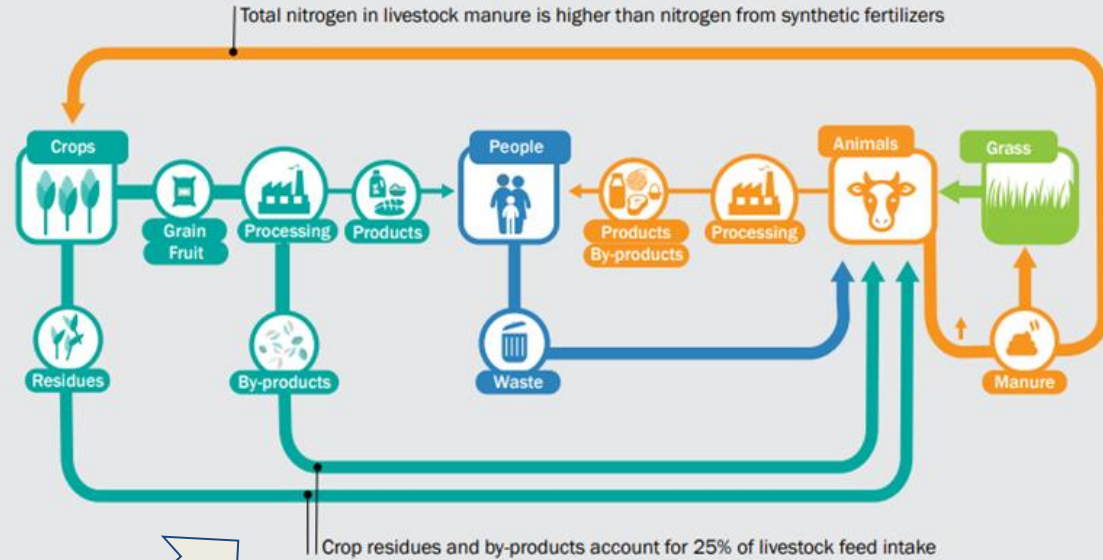 Total nitrogen in livestock manure is higher than nitrogen from synthetic fertilizers
Crops
People
Animals
Grass
Grain
Fruit
Processing
Products
Products
By-products
Processing
Residues
By-products
Waste
Manure
Crop residues and by-products account for 25% of livestock feed intake